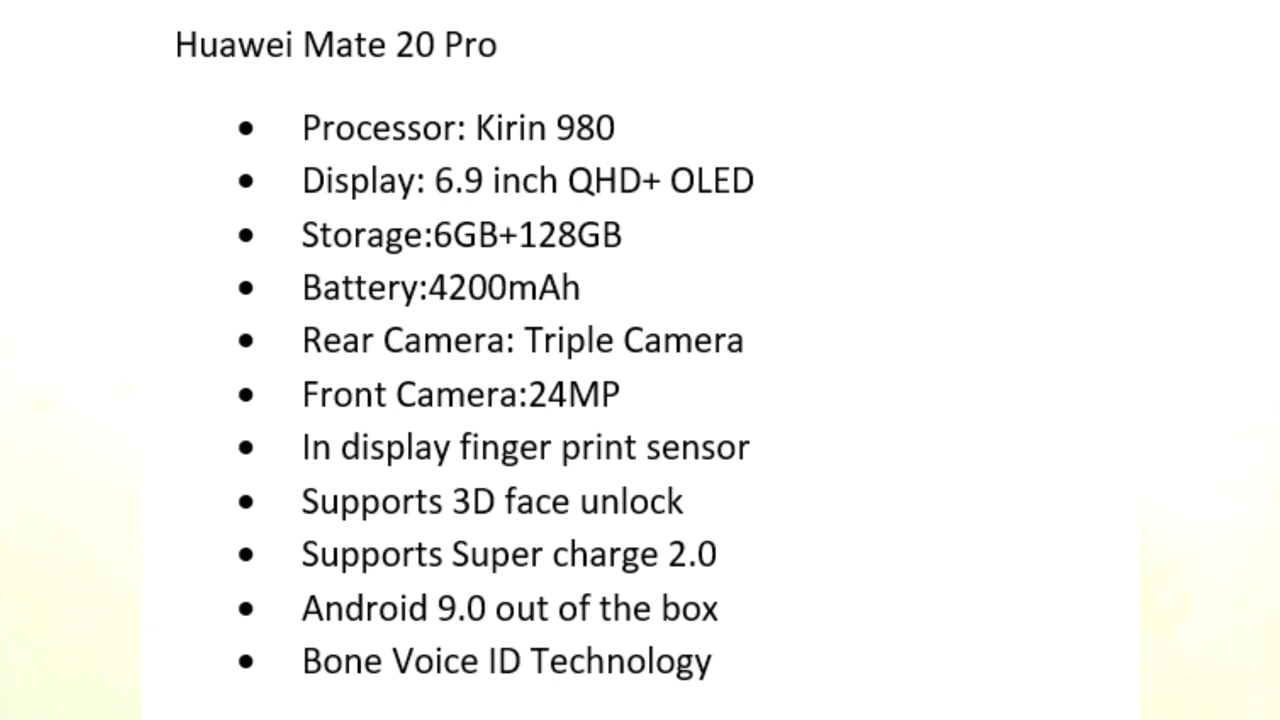 Huawei Mate 20 Pro
• Processor: Kirin 980
• Display: 6.9 inch QHD+ OLED
• Storage:6GB+128GB
• Battery:4200mAh
• Rear Camera: Triple Camera
• Front Camera:24MP
• In display finger print sensor
• Supports 3D face unlock
• Supports Super charge 2.0
• Android 9.0 out of the box
• Bone Voice ID Technology